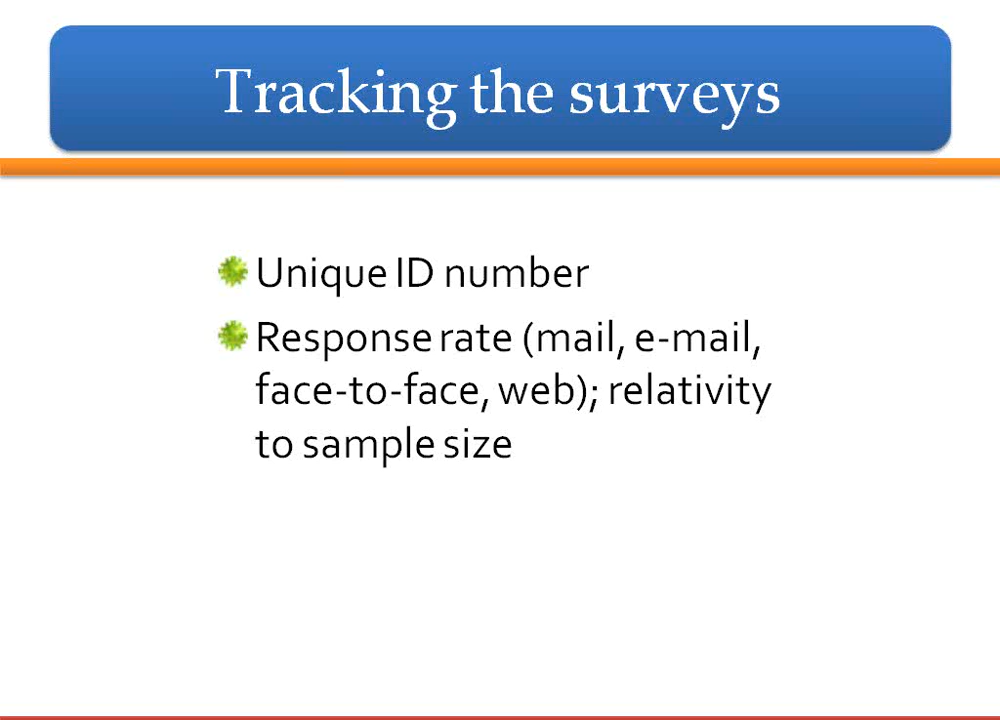 Tracking the surveys
Unique ID number
Response rate (mail, e-mail,
face-to-face, web); relativity
to sample size